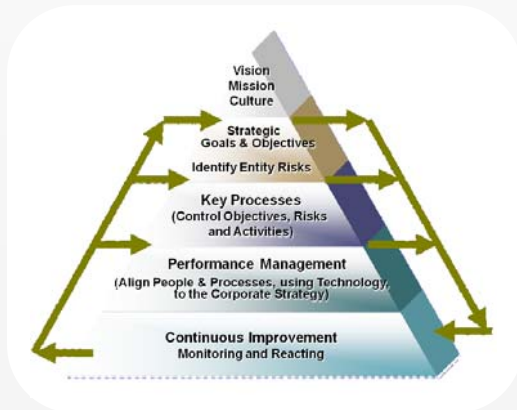 Vision
Mission
Culture
Strategic
Goals & Objectives
Identify Entity Risks
Key Processes
(Control Objectives, Risks
and Activities)
Performance Management
(Align People & Processes, using Technology,
to the Corporate Strategy)
Continuous Improvement
Monitoring and Reacting